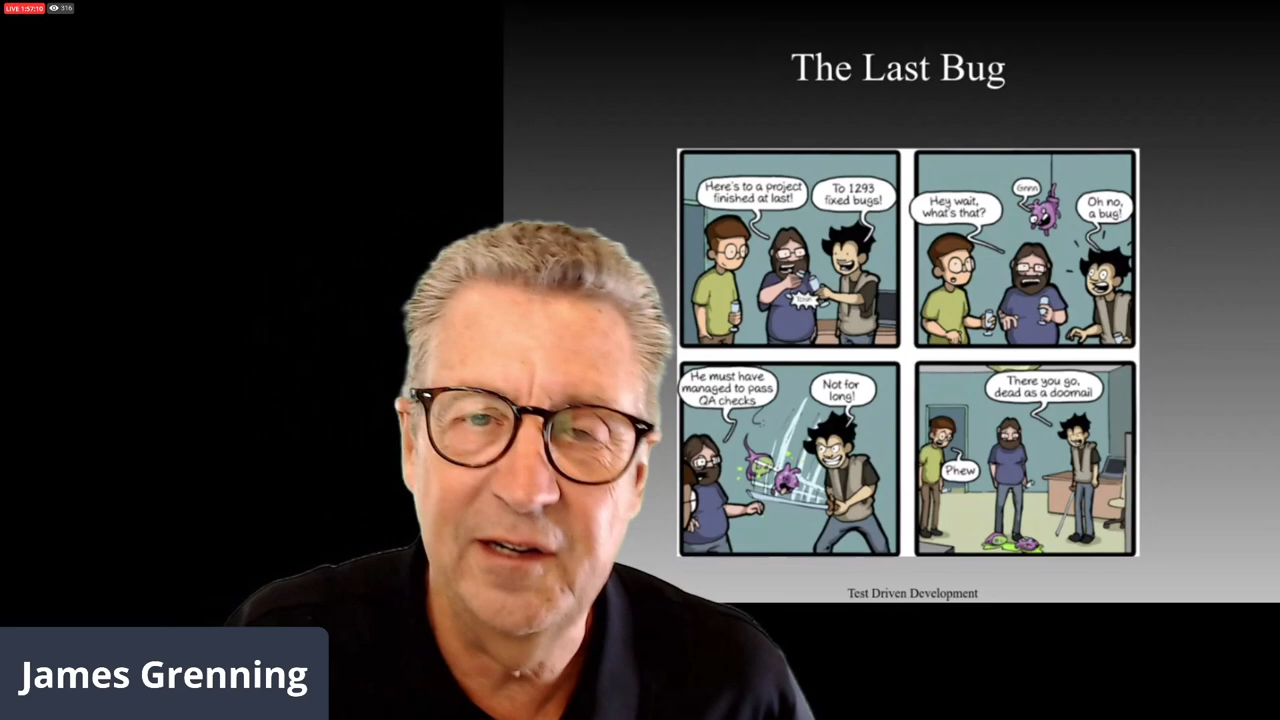 LIVE 1:57:10
316
The Last Bug
Here's to a project
finished at last!
To 1293
fixed bugs!
Hey wait,
what's that?
Gnnn
Oh no,
a bug!
He must have
managed to pass
QA checks
Not for
long!
There you go,
dead as a doornail
Phew
Test Driven Development
James Grenning